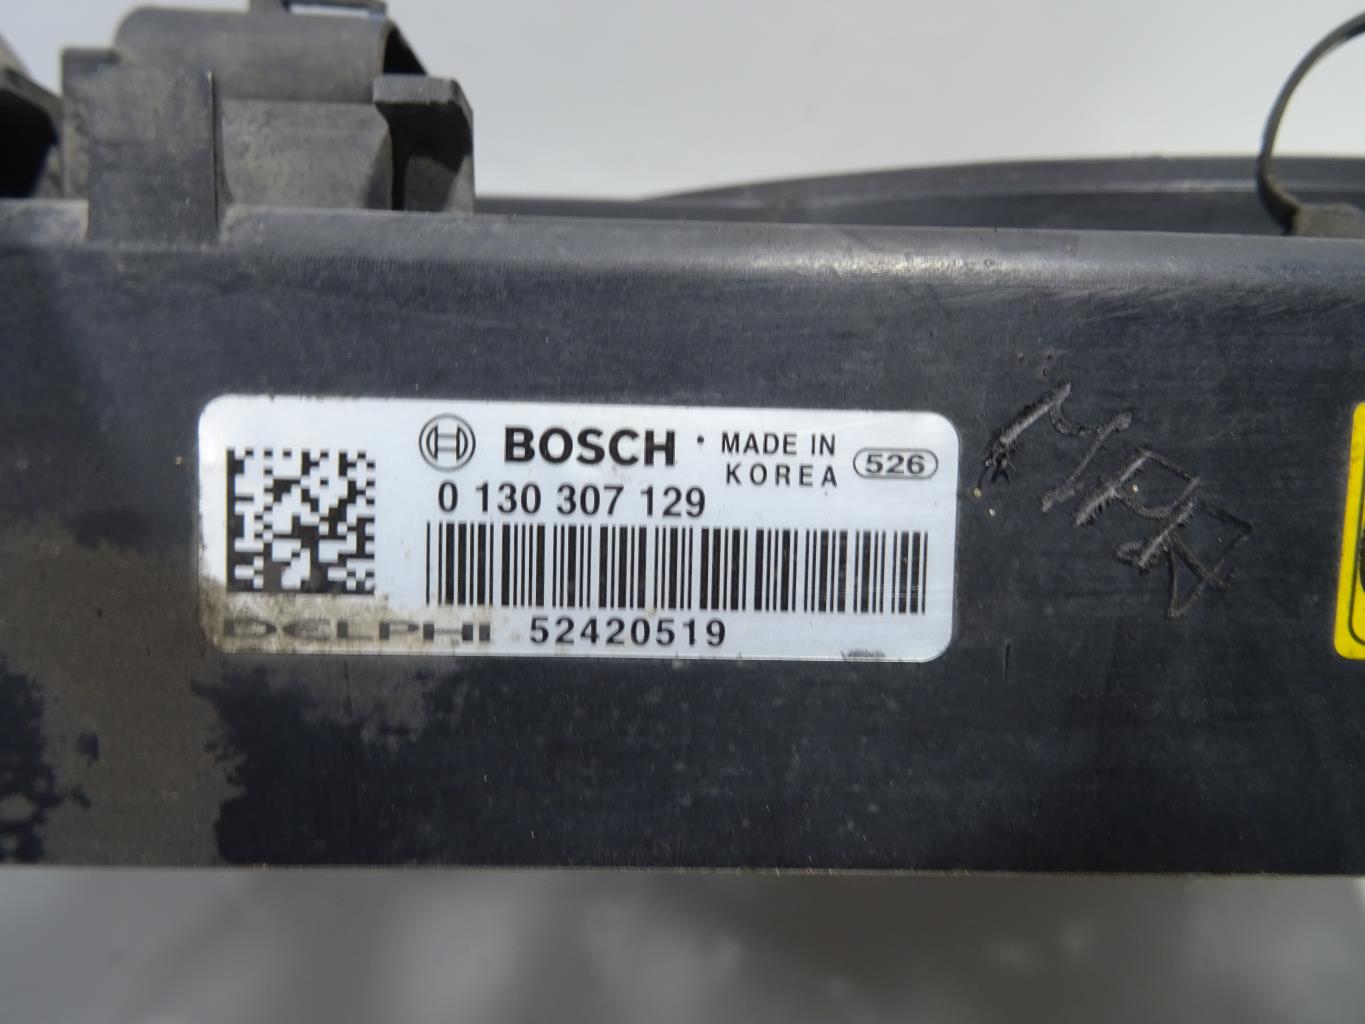 BOSCH
MADE IN
KOREA
526
0 130 307 129
DELPHI 52420519